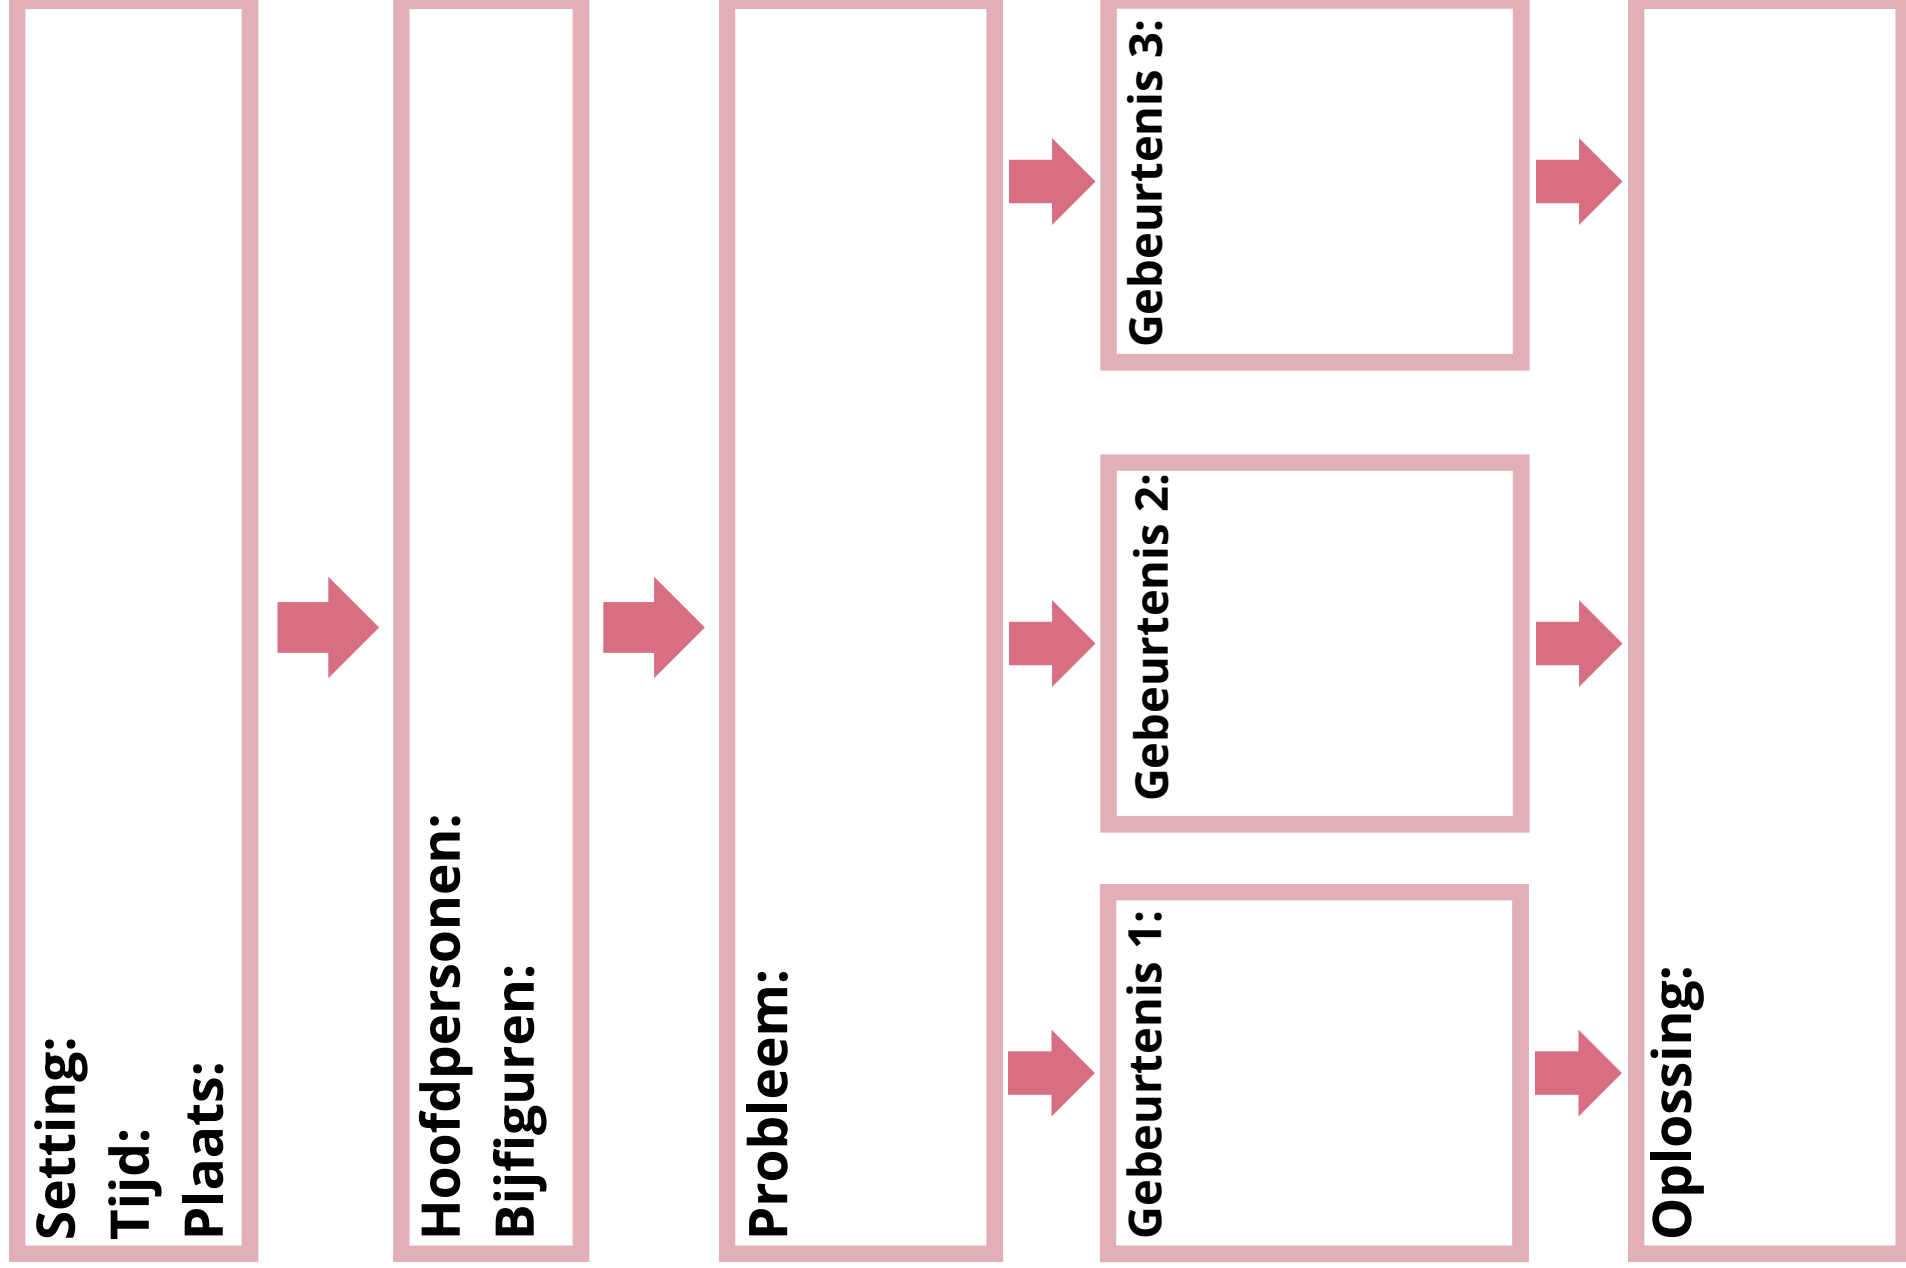 Setting:
Tijd:
Plaats:
Hoofdpersonen:
Bijfiguren:
Probleem:
Gebeurtenis 1:
Gebeurtenis 2:
Gebeurtenis 3:
Oplossing: